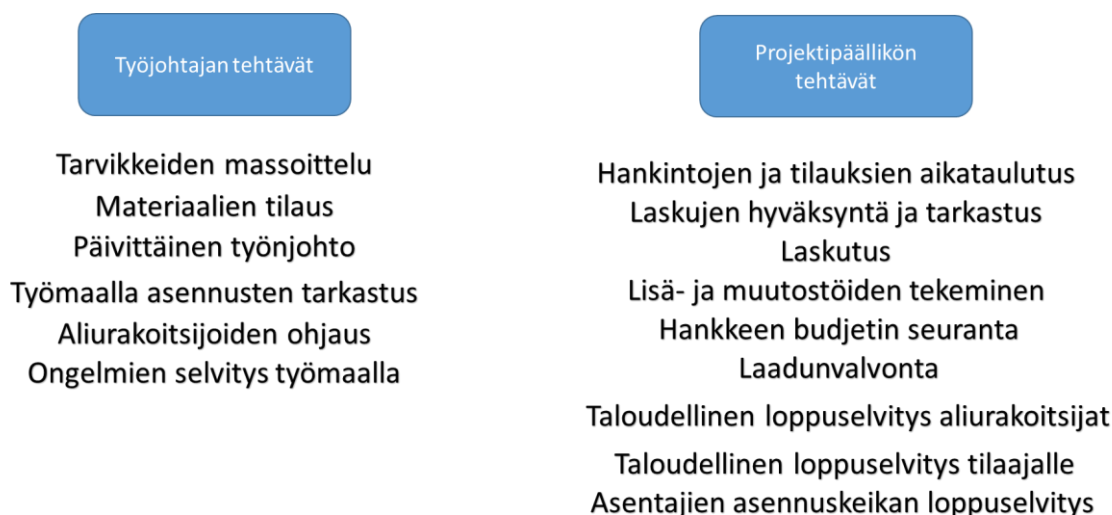 Työjohtajan tehtävät
Tarvikkeiden massoittelu
Materiaalien tilaus
Päivittäinen työnjohto
Työmaalla asennusten tarkastus
Aliurakoitsijoiden ohjaus
Ongelmien selvitys työmaalla
Projektipäällikön
tehtävät
Hankintojen ja tilauksien aikataulutus
Laskujen hyväksyntä ja tarkastus
Laskutus
Lisä- ja muutostöiden tekeminen
Hankkeen budjetin seuranta
Laadunvalvonta
Taloudellinen loppuselvitys aliurakoitsijat
Taloudellinen loppuselvitys tilaajalle
Asentajien asennuskeikan loppuselvitys